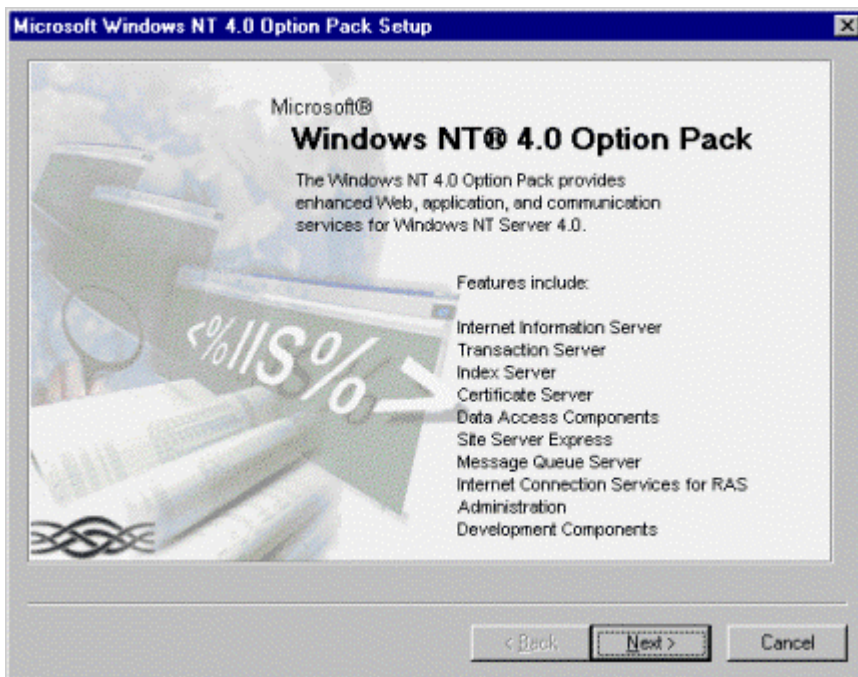 Microsoft Windows NT 4.0 Option Pack Setup
Microsoft®
Windows NT® 4.0 Option Pack
The Windows NT 4.0 Option Pack provides
enhanced Web, application, and communication
services for Windows NT Server 4.0.
Features include:
<%IIS%>
Internet Information Server
Transaction Server
Index Server
Certificate Server
Data Access Components
Site Server Express
Message Queue Server
Internet Connection Services for RAS
Administration
Development Components
< Back
Next >
Cancel